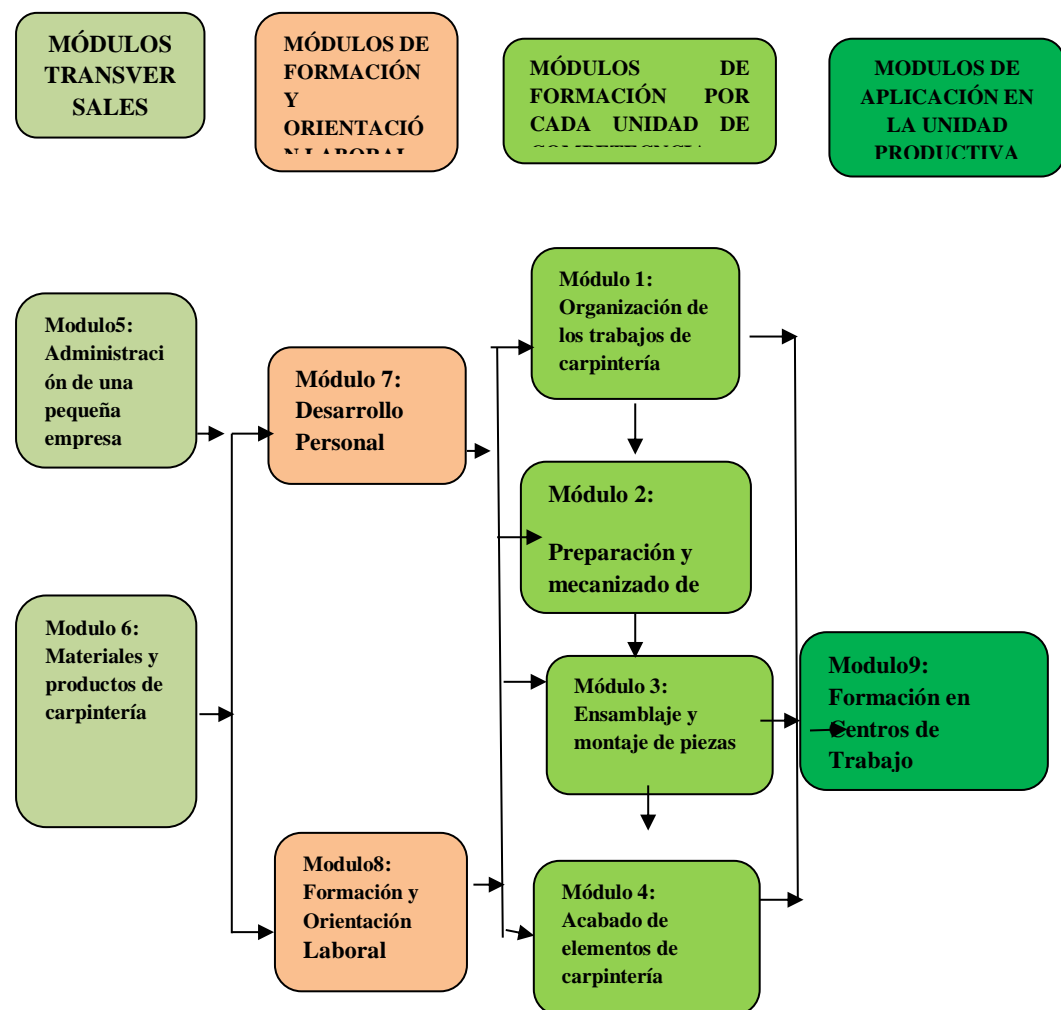 MÓDULOS
TRANSVER
SALES
MÓDULOS DE
FORMACIÓN
Y
ORIENTACIÓ
N LABORAL
MÓDULOS DE
FORMACIÓN POR
CADA UNIDAD DE
MODULOS DE
APLICACIÓN EN
LA UNIDAD
PRODUCTIVA
Modulo5:
Administraci
ón de una
pequeña
empresa
Modulo 6:
Materiales y
productos de
carpintería
Módulo 7:
Desarrollo
Personal
Modulo8:
Formación y
Orientación
Laboral
Módulo 1:
Organización de
los trabajos de
carpintería
Módulo 2:
Preparación y
mecanizado de
Módulo 3:
Ensamblaje y
montaje de piezas
Módulo 4:
Acabado de
elementos de
carpintería
Modulo9:
Formación en
Centros de
Trabajo